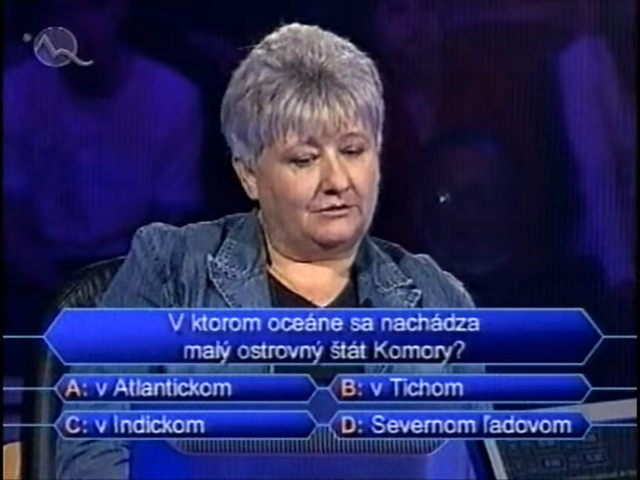 V ktorom oceáne sa nachádza
malý ostrovný štát Komory?
A: v Atlantickom
B: v Tichom
C: v Indickom
D: Severnom ľadovom